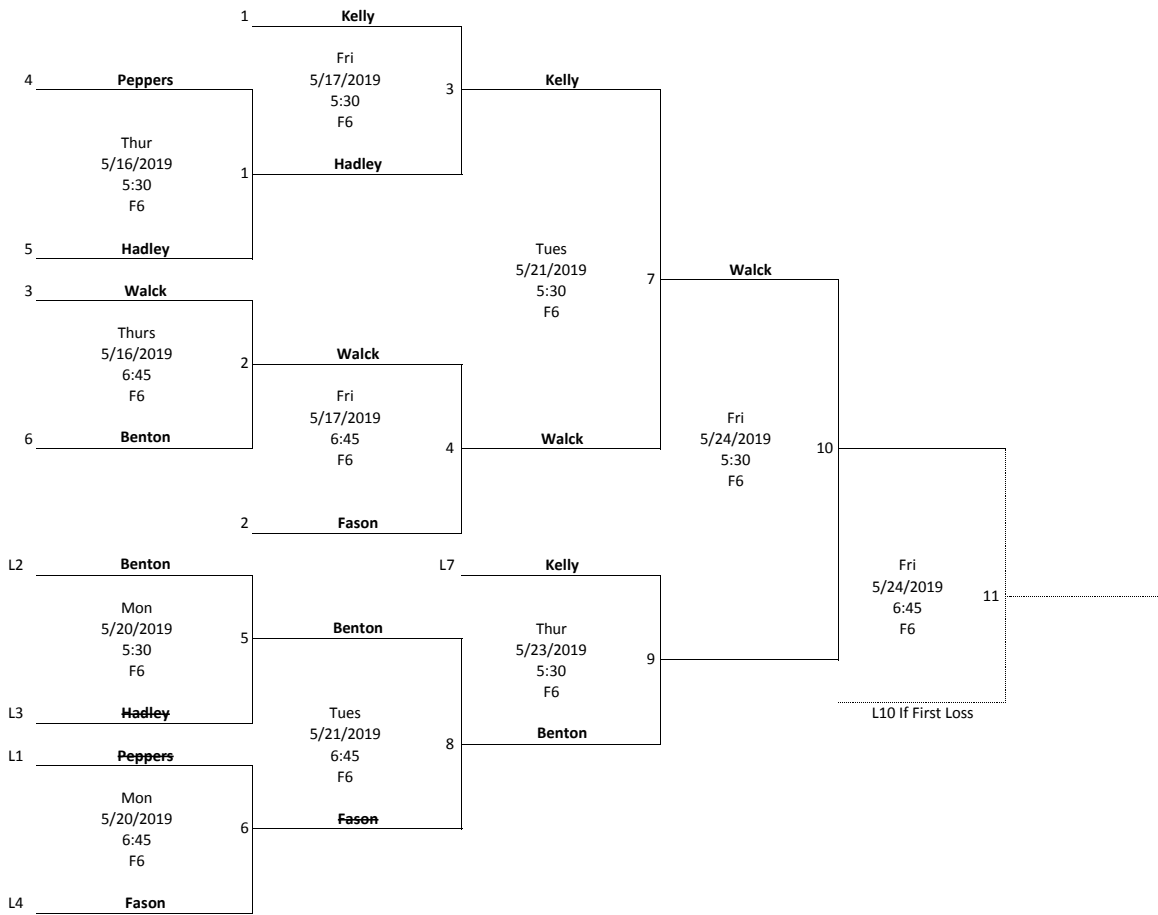 1 Kelly
Fri
5/17/2019
5:30
F6
4 Peppers
3 Kelly
Thur
5/16/2019
5:30
F6
1 Hadley
5 Hadley
3 Walck
Tues
5/21/2019
5:30
F6
7 Walck
Thurs
5/16/2019
6:45
F6
2 Walck
6 Benton
Fri
5/17/2019
6:45
F6
4 Walck
Fri
5/24/2019
5:30
F6
10
2 Fason
L2 Benton
L7 Kelly
Mon
5/20/2019
5:30
F6
5 Benton
Thur
5/23/2019
5:30
F6
9
Fri
5/24/2019
6:45
F6
11
L3 Hadley
L10 If First Loss
L1 Peppers
Tues
5/21/2019
6:45
F6
8 Benton
Mon
5/20/2019
6:45
F6
6 Fason
L4 Fason